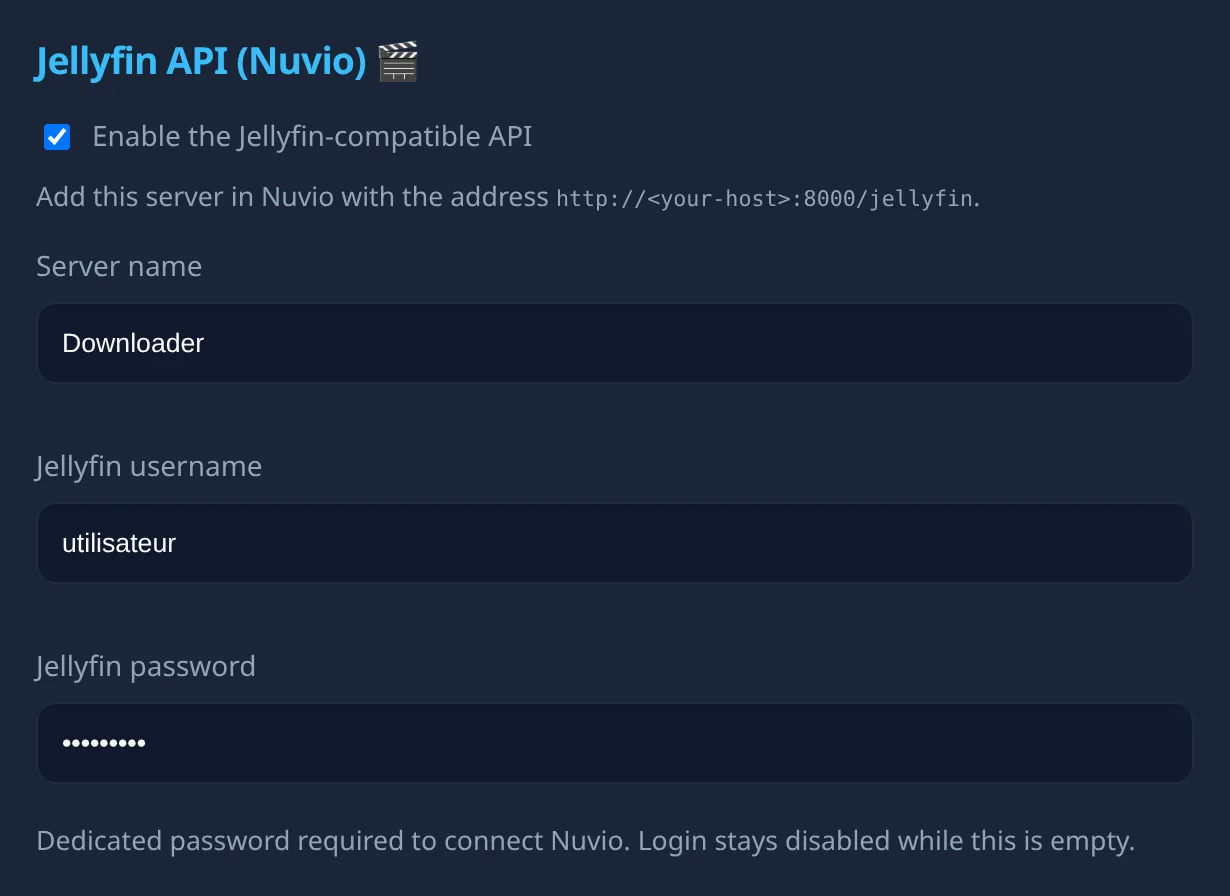 Jellyfin API (Nuvio) 🎬
Enable the Jellyfin-compatible API
Add this server in Nuvio with the address http://<your-host>:8000/jellyfin.
Server name
Downloader
Jellyfin username
utilisateur
Jellyfin password
•••••••••
Dedicated password required to connect Nuvio. Login stays disabled while this is empty.